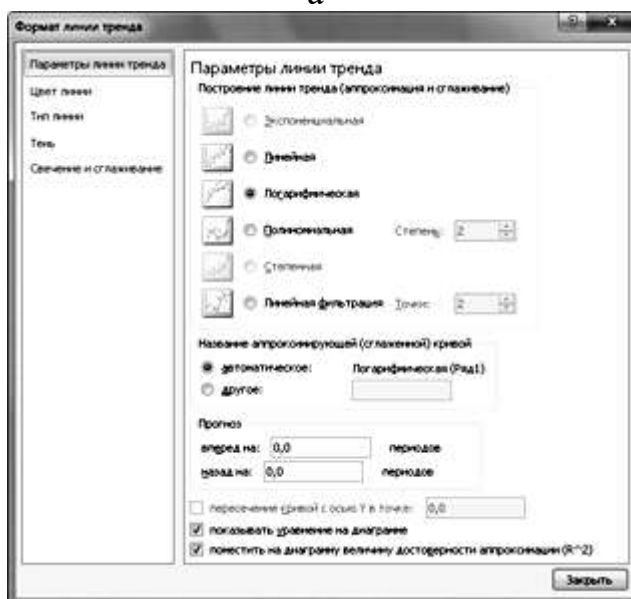 а
Формат линии тренда
Параметры линии тренда
Цвет линии
Тип линии
Тень
Свечение и сглаживание
Параметры линии тренда
Построение линии тренда (аппроксимация и сглаживание)
Экспоненциальная
Линейная
Логарифмическая
Полиномиальная Степень: 2
Степенная
Линейная фильтрация Точки: 2
Название аппроксимирующей (сглаженной) кривой
автоматическое: Логарифмическая (Ряд1)
другое:
Прогноз
вперед на: 0,0 периодов
назад на: 0,0 периодов
пересечение кривой с осью Y в точке: 0,0
показывать уравнение на диаграмме
поместить на диаграмму величину достоверности аппроксимации (R^2)
Закрыть